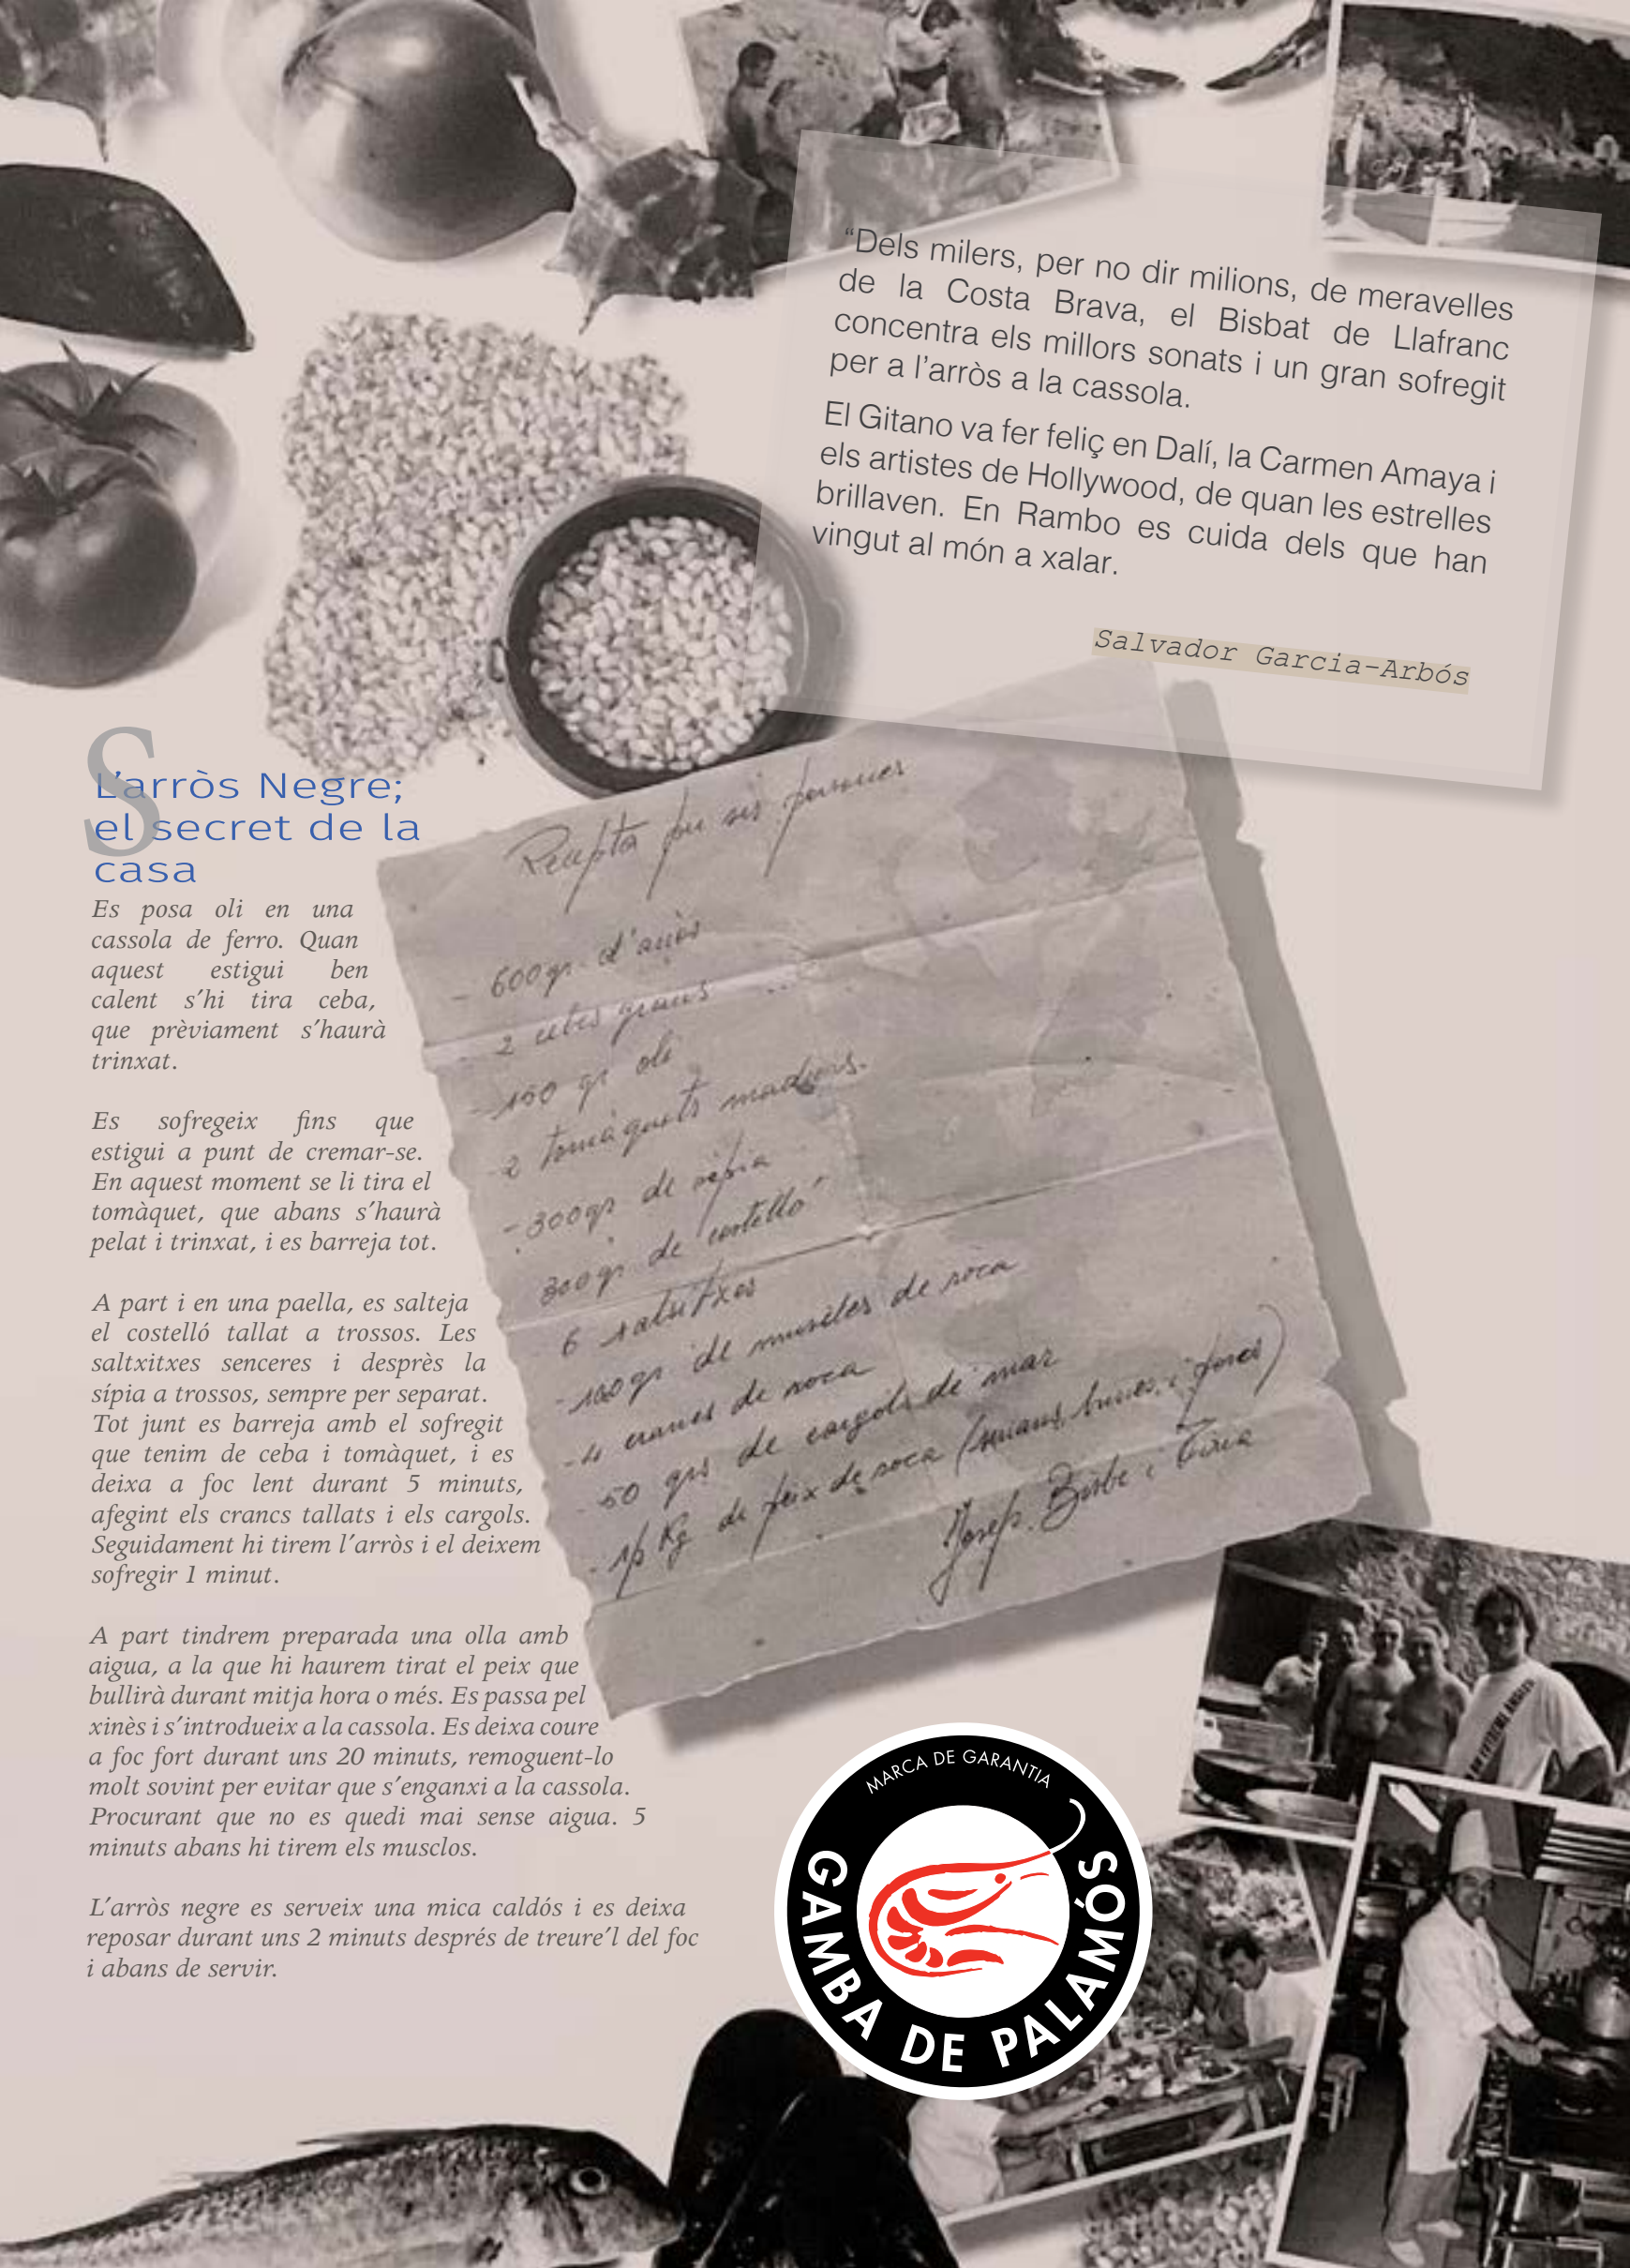 “Dels milers, per no dir milions, de meravelles
de la Costa Brava, el Bisbat de Llafranc
concentra els millors sonats i un gran sofregit
per a l’arròs a la cassola.
El Gitano va fer feliç en Dalí, la Carmen Amaya i
els artistes de Hollywood, de quan les estrelles
brillaven. En Rambo es cuida dels que han
vingut al món a xalar.
Salvador Garcia-Arbós
S
L’arròs Negre;
el secret de la
casa
Es posa oli en una
cassola de ferro. Quan
aquest estigui ben
calent s’hi tira ceba,
que prèviament s’haurà
trinxat.
Es sofregeix fins que
estigui a punt de cremar-se.
En aquest moment se li tira el
tomàquet, que abans s’haurà
pelat i trinxat, i es barreja tot.
A part i en una paella, es salteja
el costelló tallat a trossos. Les
saltxitxes senceres i desprès la
sípia a trossos, sempre per separat.
Tot junt es barreja amb el sofregit
que tenim de ceba i tomàquet, i es
deixa a foc lent durant 5 minuts,
afegint els crancs tallats i els cargols.
Seguidament hi tirem l’arròs i el deixem
sofregir 1 minut.
A part tindrem preparada una olla amb
aigua, a la que hi haurem tirat el peix que
bullirà durant mitja hora o més. Es passa pel
xinès i s’introdueix a la cassola. Es deixa coure
a foc fort durant uns 20 minuts, remoguent-lo
molt sovint per evitar que s’enganxi a la cassola.
Procurant que no es quedi mai sense aigua. 5
minuts abans hi tirem els musclos.
L’arròs negre es serveix una mica caldós i es deixa
reposar durant uns 2 minuts després de treure’l del foc
i abans de servir.
Recepta per sis persones
- 600 gr. d'arròs
- 2 cebes grans
- 150 gr oli
- 2 tomàquets madurs.
- 300 gr de sèpia
300 gr de "costelló"
6 salsitxes
- 100 gr de muscles de roca
- 4 crancs de roca
- 50 grs de cargols de mar
- Kg de peix de roca
Josep Bisbe i
MARCA DE GARANTIA
GAMBA DE PALAMÓS